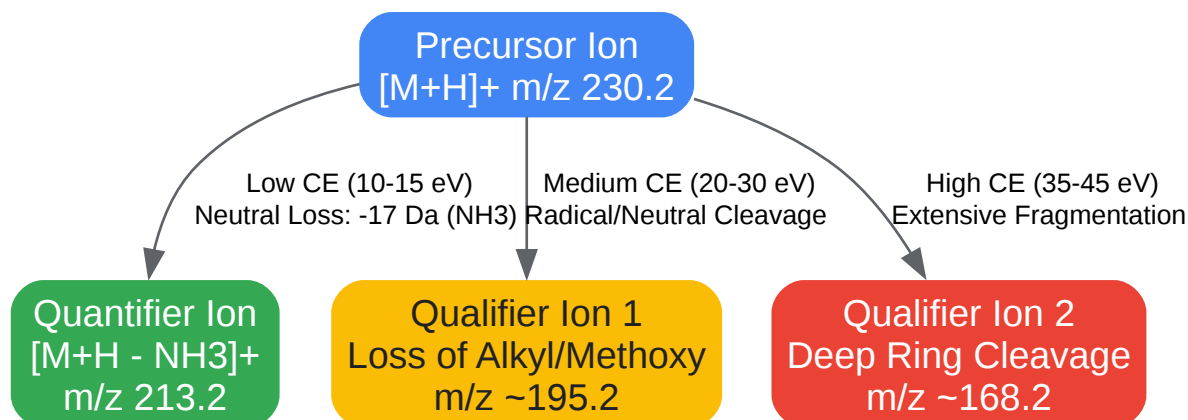 Precursor Ion
[M+H]+ m/z 230.2
Low CE (10-15 eV)
Neutral Loss: -17 Da (NH3)
Medium CE (20-30 eV)
Radical/Neutral Cleavage
High CE (35-45 eV)
Extensive Fragmentation
Quantifier Ion
[M+H - NH3]+
m/z 213.2
Qualifier Ion 1
Loss of Alkyl/Methoxy
m/z ~195.2
Qualifier Ion 2
Deep Ring Cleavage
m/z ~168.2